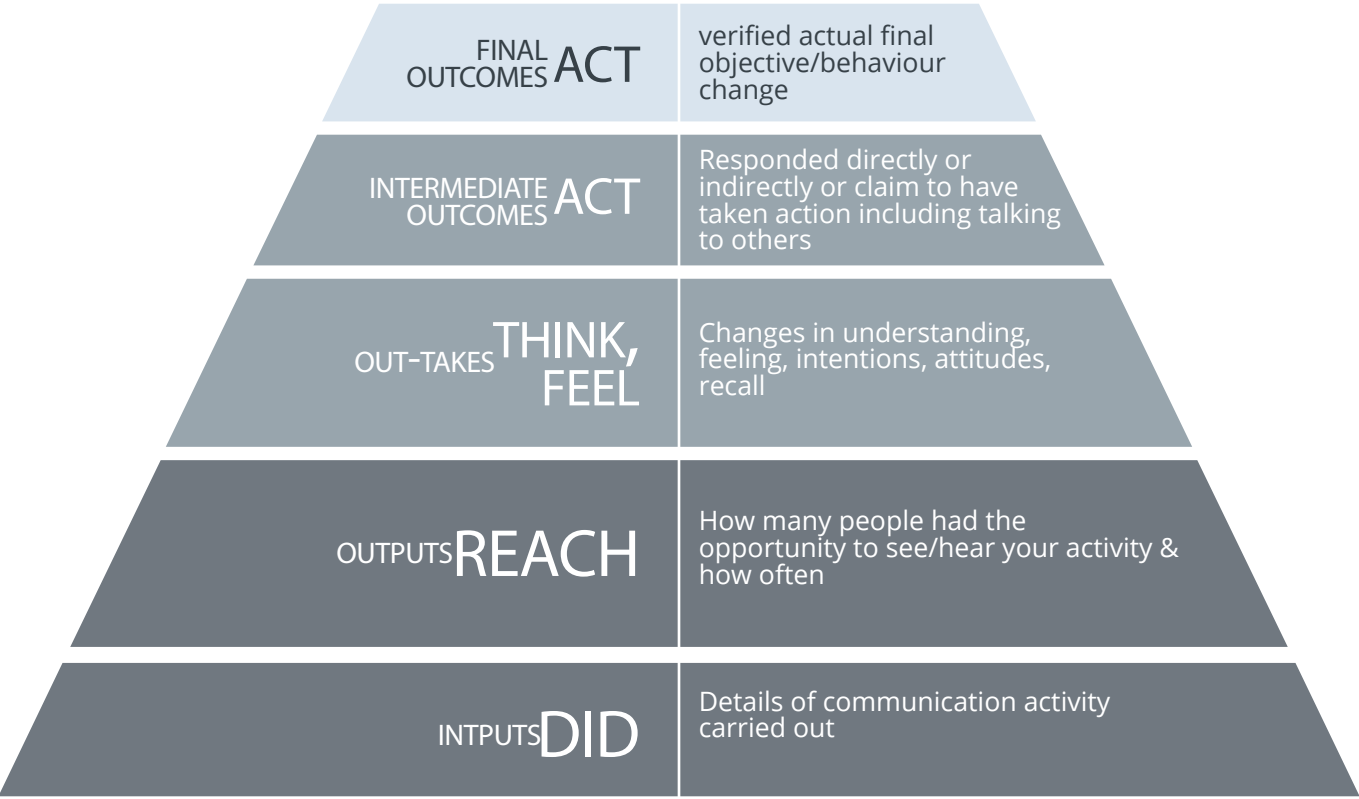 FINAL
OUTCOMES ACT
verified actual final
objective/behaviour
change
INTERMEDIATE
OUTCOMES ACT
Responded directly or
indirectly or claim to have
taken action including talking
to others
OUT-TAKES THINK,
FEEL
Changes in understanding,
feeling, intentions, attitudes,
recall
OUTPUTS REACH
How many people had the
opportunity to see/hear your activity &
how often
INTPUTS DID
Details of communication activity
carried out